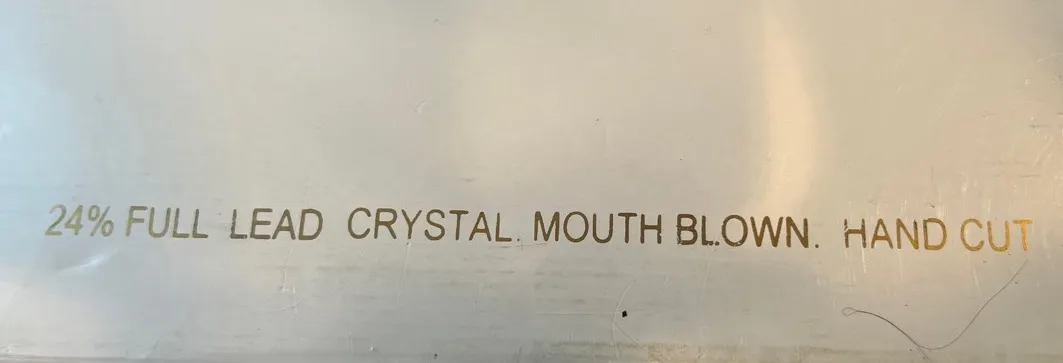 24% FULL LEAD CRYSTAL. MOUTH BLOWN. HAND CUT